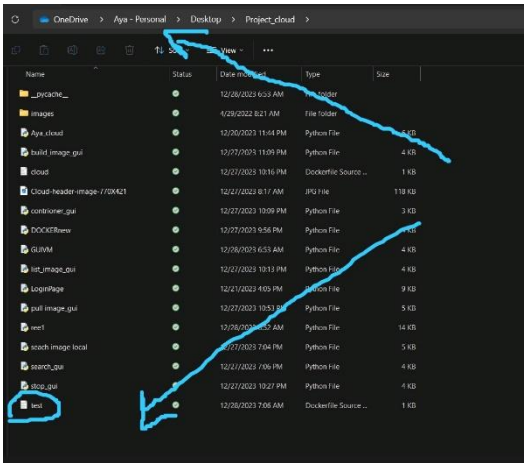 OneDrive > Aya - Personal > Desktop > Project_cloud >
View
Name Status Date modified Type Size
__pycache__ 12/28/2023 6:53 AM File folder
images 4/29/2022 8:21 AM File folder
Aya_cloud 12/20/2023 11:44 PM Python File 6 KB
build_image_gui 12/27/2023 11:09 PM Python File 4 KB
cloud 12/27/2023 10:16 PM Dockerfile Source ... 1 KB
Cloud-header-image-770X421 12/27/2023 8:17 AM JPG File 118 KB
contrioner_gui 12/27/2023 10:09 PM Python File 3 KB
DOCKERnew 12/27/2023 9:56 PM Python File KB
GUIVM 12/28/2023 6:53 AM Python File 4 KB
list_image_gui 12/27/2023 10:13 PM Python File 4 KB
LoginPage 12/21/2023 4:05 PM Python File 9 KB
pull image_gui 12/27/2023 10:53 PM Python File 5 KB
ree1 12/28/2023 AM Python File 14 KB
seach image local 12/27/2023 7:04 PM Python File 5 KB
search_gui 12/27/2023 7:06 PM Python File 4 KB
stop_gui 12/27/2023 10:27 PM Python File 4 KB
test 12/28/2023 7:06 AM Dockerfile Source ... 1 KB